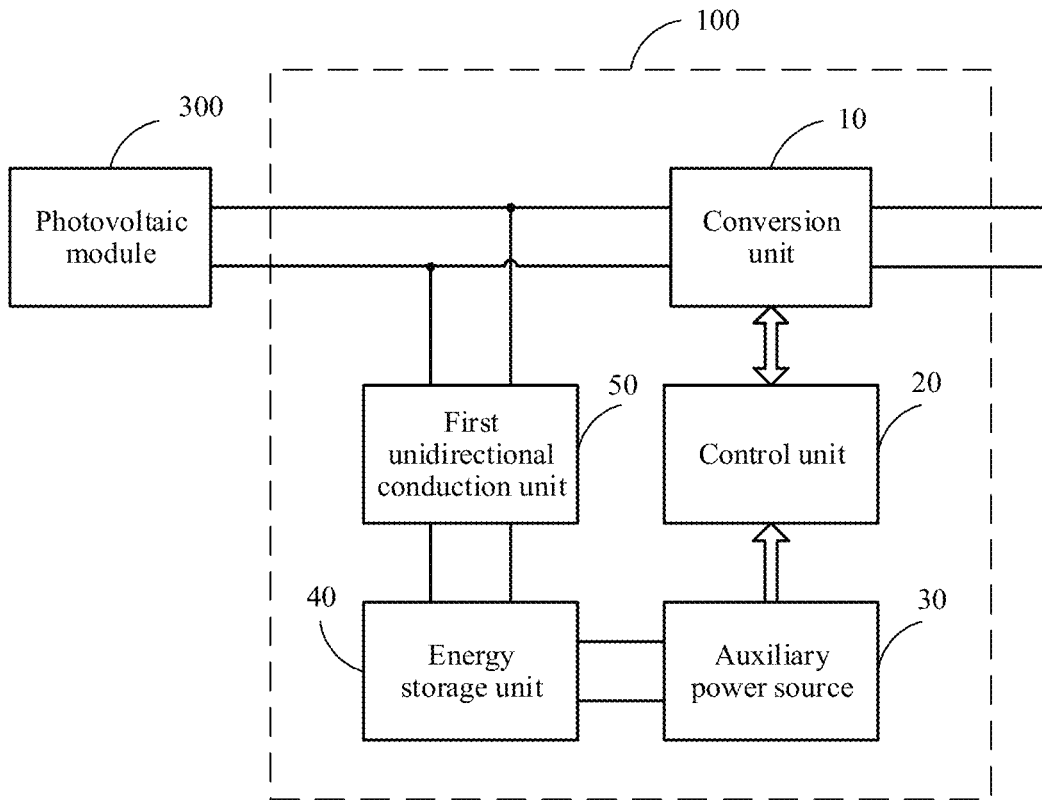 100
300
10
Photovoltaic
module
Conversion
unit
50
20
First
unidirectional
conduction unit
Control unit
40
30
Energy
storage unit
Auxiliary
power source